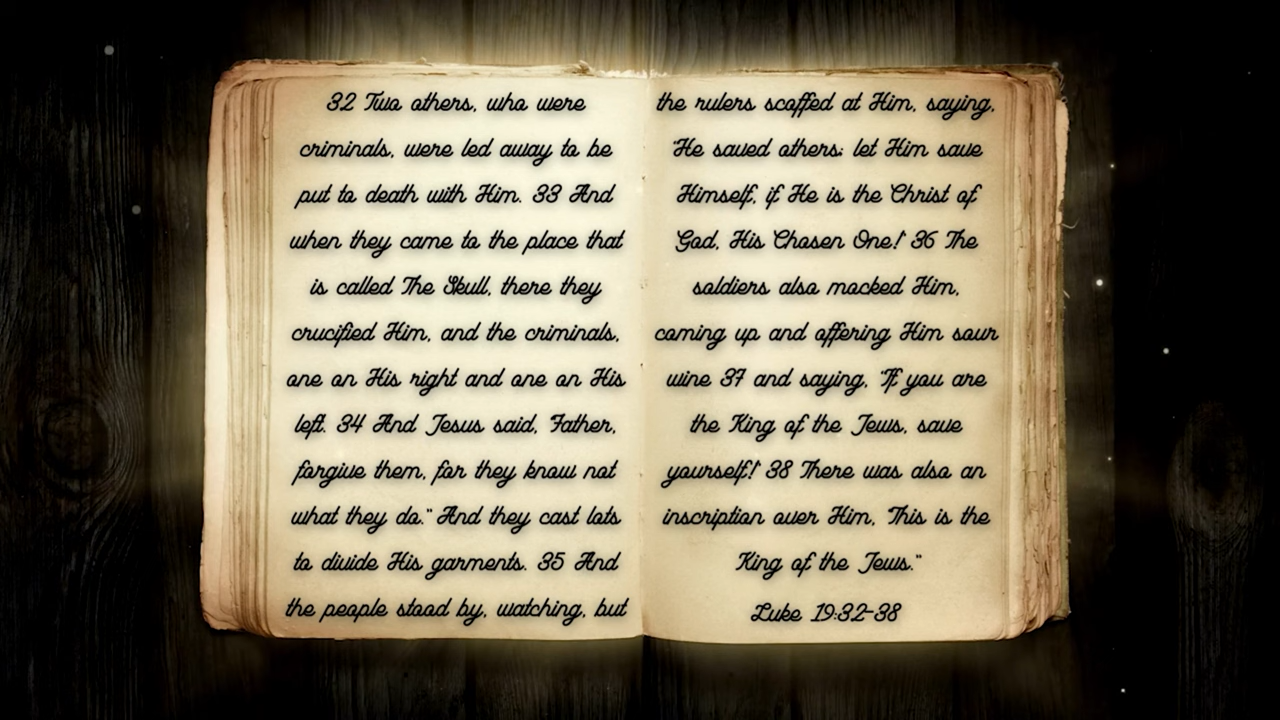 32 Two others, who were
criminals, were led away to be
put to death with Him. 33 And
when they came to the place that
is called The Skull, there they
crucified Him, and the criminals,
one on His right and one on His
left. 34 And Jesus said, "Father,
forgive them, for they know not
what they do." And they cast lots
to divide His garments. 35 And
the people stood by, watching, but
the rulers scoffed at Him, saying,
"He saved others; let Him save
Himself, if He is the Christ of
God, His Chosen One!" 36 The
soldiers also mocked Him,
coming up and offering Him sour
wine 37 and saying, "If you are
the King of the Jews, save
yourself!" 38 There was also an
inscription over Him, "This is the
King of the Jews."
Luke 19:32-38